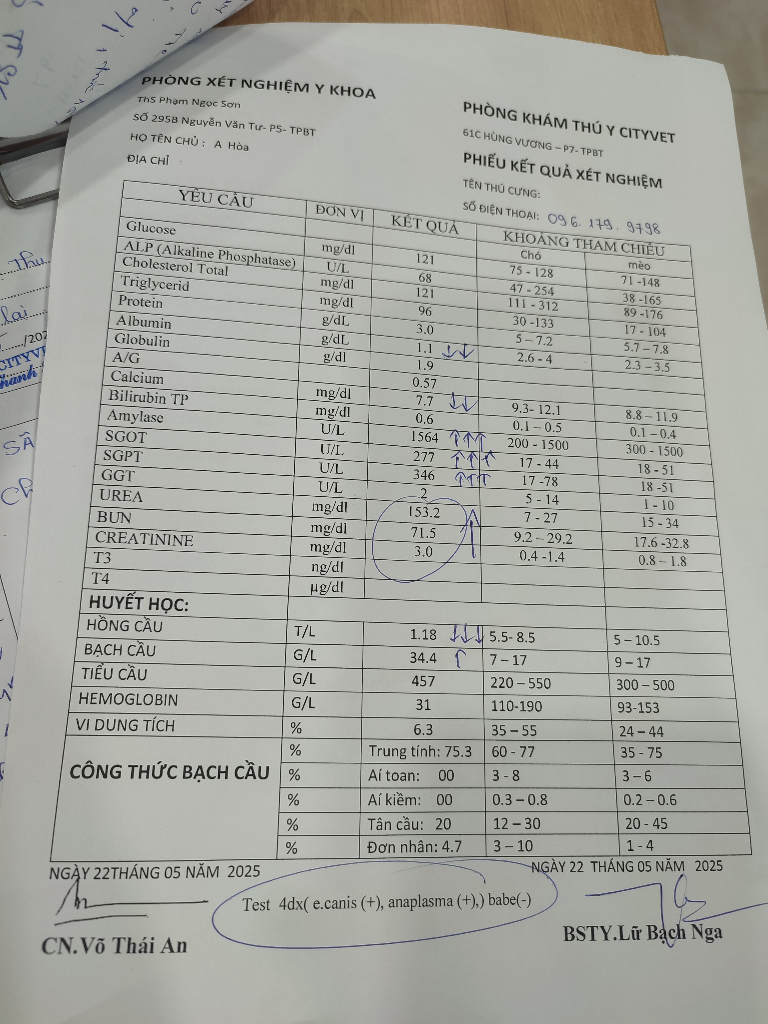 PHÒNG XÉT NGHIỆM Y KHOA
ThS Phạm Ngọc Sơn
SỐ 295B Nguyễn Văn Tư- P5- TPBT
HỌ TÊN CHỦ : A Hòa
ĐỊA CHỈ
PHÒNG KHÁM THÚ Y CITYVET
61C HÙNG VƯƠNG – P7- TPBT
PHIẾU KẾT QUẢ XÉT NGHIỆM
TÊN THÚ CƯNG:
SỐ ĐIỆN THOẠI: 096. 179. 9798
YÊU CẦU ĐƠN VỊ KẾT QUẢ KHOẢNG THAM CHIẾU
Chó mèo
Glucose mg/dl 121 75 - 128 71 -148
ALP (Alkaline Phosphatase) U/L 68 47 - 254 38 -165
Cholesterol Total mg/dl 121 111 - 312 89 -176
Triglycerid mg/dl 96 30 -133 17 - 104
Protein g/dL 3.0 5 – 7.2 5.7 – 7.8
Albumin g/dL 1.1 ↓↓ 2.6 - 4 2.3 – 3.5
Globulin g/dl 1.9
A/G 0.57
Calcium mg/dl 7.7 ↓↓ 9.3- 12.1 8.8 – 11.9
Bilirubin TP mg/dl 0.6 0.1 – 0.5 0.1 – 0.4
Amylase U/L 1564 ↑↑↑ 200 - 1500 300 - 1500
SGOT U/L 277 ↑↑↑ 17 - 44 18 - 51
SGPT U/L 346 ↑↑↑ 17 -78 18 -51
GGT U/L 2 5 - 14 1 - 10
UREA mg/dl 153.2 7 - 27 15 - 34
BUN mg/dl 71.5 ↑ 9.2 – 29.2 17.6 -32.8
CREATININE mg/dl 3.0 0.4 -1.4 0.8 – 1.8
T3 ng/dl
T4 µg/dl
HUYẾT HỌC:
HỒNG CẦU T/L 1.18 ↓↓↓ 5.5- 8.5 5 – 10.5
BẠCH CẦU G/L 34.4 ↑ 7 – 17 9 – 17
TIỂU CẦU G/L 457 220 – 550 300 – 500
HEMOGLOBIN G/L 31 110-190 93-153
VI DUNG TÍCH % 6.3 35 – 55 24 – 44
CÔNG THỨC BẠCH CẦU
% Trung tính: 75.3 60 - 77 35 - 75
% Aí toan: 00 3 - 8 3 – 6
% Aí kiềm: 00 0.3 – 0.8 0.2 – 0.6
% Tân cầu: 20 12 – 30 20 - 45
% Đơn nhân: 4.7 3 – 10 1 - 4
NGÀY 22THÁNG 05 NĂM 2025
NGÀY 22 THÁNG 05 NĂM 2025
Test 4dx( e.canis (+), anaplasma (+),) babe(-)
CN.Võ Thái An
BSTY.Lữ Bạch Nga